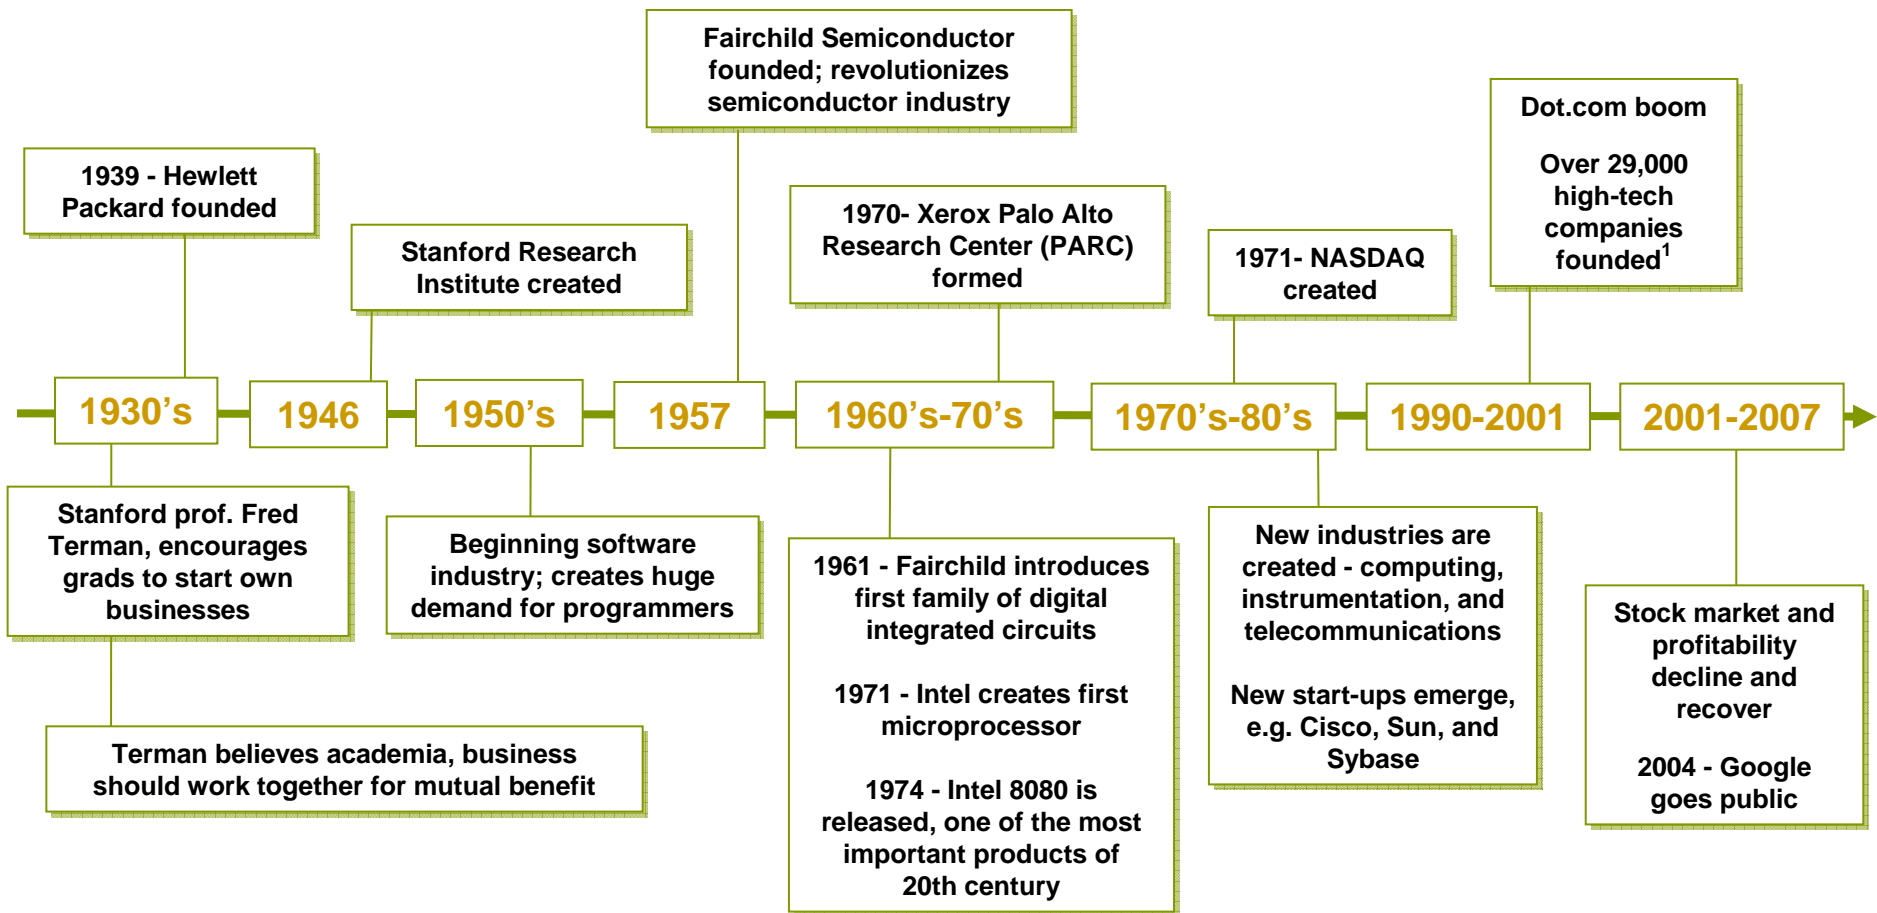 Fairchild Semiconductor
founded; revolutionizes
semiconductor industry
Dot.com boom
Over 29,000
high-tech
companies
founded1
1939 - Hewlett
Packard founded
Stanford Research
Institute created
1970- Xerox Palo Alto
Research Center (PARC)
formed
1971- NASDAQ
created
1930's
1946
1950's
1957
1960's-70's
1970's-80's
1990-2001
2001-2007
Stanford prof. Fred
Terman, encourages
grads to start own
businesses
Terman believes academia, business
should work together for mutual benefit
Beginning software
industry; creates huge
demand for programmers
1961 - Fairchild introduces
first family of digital
integrated circuits
1971 - Intel creates first
microprocessor
1974 - Intel 8080 is
released, one of the most
important products of
20th century
New industries are
created - computing,
instrumentation, and
telecommunications
New start-ups emerge,
e.g. Cisco, Sun, and
Sybase
Stock market and
profitability
decline and
recover
2004 - Google
goes public